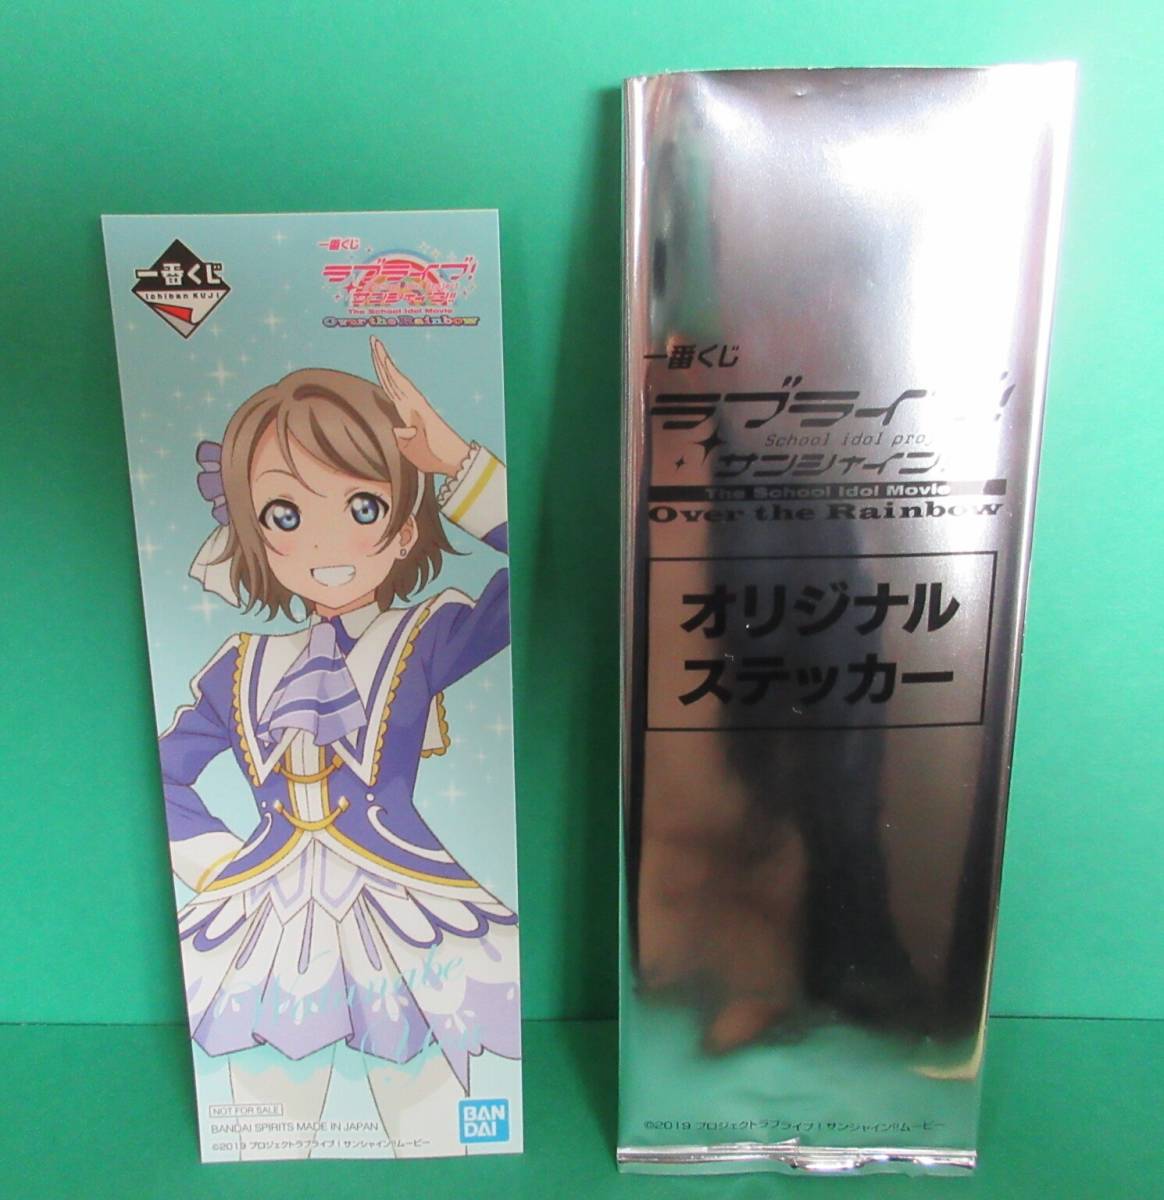 一番くじ
Ichiban KUJI
一番くじ
ラブライブ!
サンシャイン!!
The School Idol Movie
Over the Rainbow
Watanabe
You
NOT FOR SALE
BANDAI SPIRITS MADE IN JAPAN
©2019 プロジェクトラブライブ!サンシャイン!!ムービー
BAN
DAI
一番くじ
ラブライブ!
School idol proj
サンシャイン!
The School Idol Movie
Over the Rainbow
オリジナル
ステッカー
©2019 プロジェクトラブライブ!サンシャイン!!ムービー